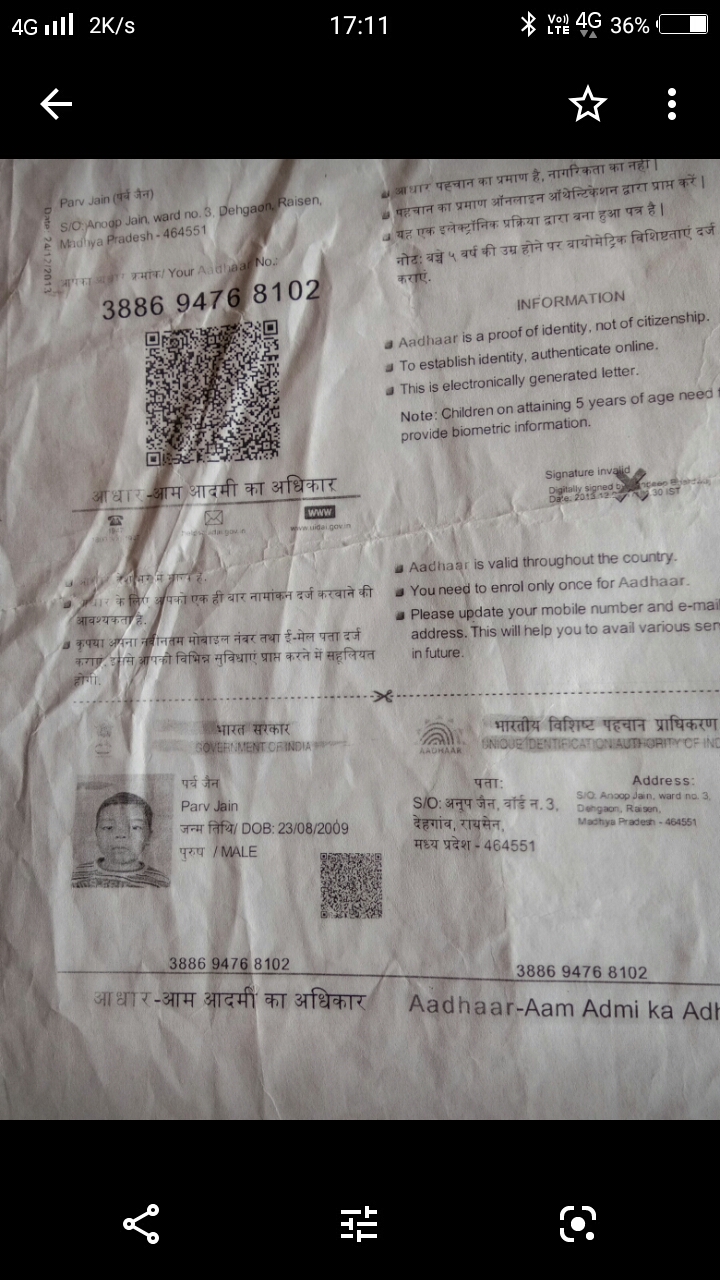 4G 2K/s 17:11 Vo)) LTE 4G 36%
Parv Jain (पर्व जैन)
S/O: Anoop Jain, ward no. 3, Dehgaon, Raisen,
Madhya Pradesh - 464551
/ Your Aadhaar No.:
3886 9476 8102
आधार-आम आदमी का अधिकार
www
www.uidai.gov.in
के लिए आपको एक ही बार नामांकन दर्ज करवाने की
आवश्यकता है.
कृपया अपना नवीनतम मोबाइल नंबर तथा ई-मेल पता दर्ज
कराएं. इससे आपको विभिन्न सुविधाएं प्राप्त करने में सहूलियत
होगी.
आधार पहचान का प्रमाण है, नागरिकता का नहीं |
पहचान का प्रमाण ऑनलाइन ऑथेन्टिकेशन द्वारा प्राप्त करें |
यह एक इलेक्ट्रॉनिक प्रक्रिया द्वारा बना हुआ पत्र है |
नोट: बच्चे ५ वर्ष की उम्र होने पर बायोमेट्रिक विशिष्टताएं दर्ज
कराएं.
INFORMATION
Aadhaar is a proof of identity, not of citizenship.
To establish identity, authenticate online.
This is electronically generated letter.
Note: Children on attaining 5 years of age need
provide biometric information.
Signature invalid
Digitally signed by
Date: 30 IST
Aadhaar is valid throughout the country.
You need to enrol only once for Aadhaar.
Please update your mobile number and e-mail
address. This will help you to avail various ser
in future.
भारत सरकार
GOVERNMENT OF INDIA
पर्व जैन
Parv Jain
जन्म तिथि/ DOB: 23/08/2009
पुरुष / MALE
3886 9476 8102
आधार-आम आदमी का अधिकार
AADHAAR
भारतीय विशिष्ट पहचान प्राधिकरण
UNIQUE IDENTIFICATION AUTHORITY OF IND
पता:
S/O: अनुप जैन, वॉर्ड न. 3,
देहगांव, रायसेन,
मध्य प्रदेश - 464551
Address:
S/O: Anoop Jain, ward no. 3,
Dehgaon, Raisen,
Madhya Pradesh - 464551
3886 9476 8102
Aadhaar-Aam Admi ka Adh